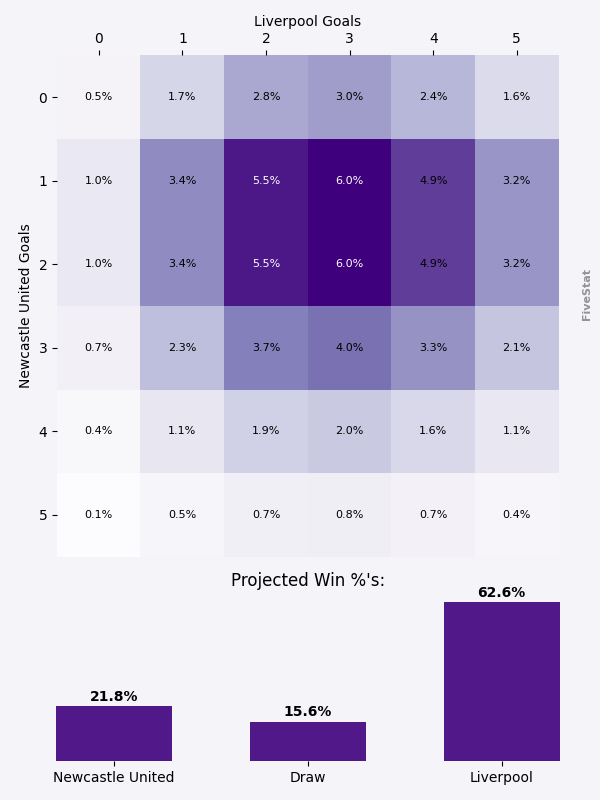 Liverpool Goals
0 1 2 3 4 5
0 0.5% 1.7% 2.8% 3.0% 2.4% 1.6%
1 1.0% 3.4% 5.5% 6.0% 4.9% 3.2%
2 1.0% 3.4% 5.5% 6.0% 4.9% 3.2%
3 0.7% 2.3% 3.7% 4.0% 3.3% 2.1%
4 0.4% 1.1% 1.9% 2.0% 1.6% 1.1%
5 0.1% 0.5% 0.7% 0.8% 0.7% 0.4%
Newcastle United Goals
FiveStat
Projected Win %'s:
21.8% 15.6% 62.6%
Newcastle United Draw Liverpool